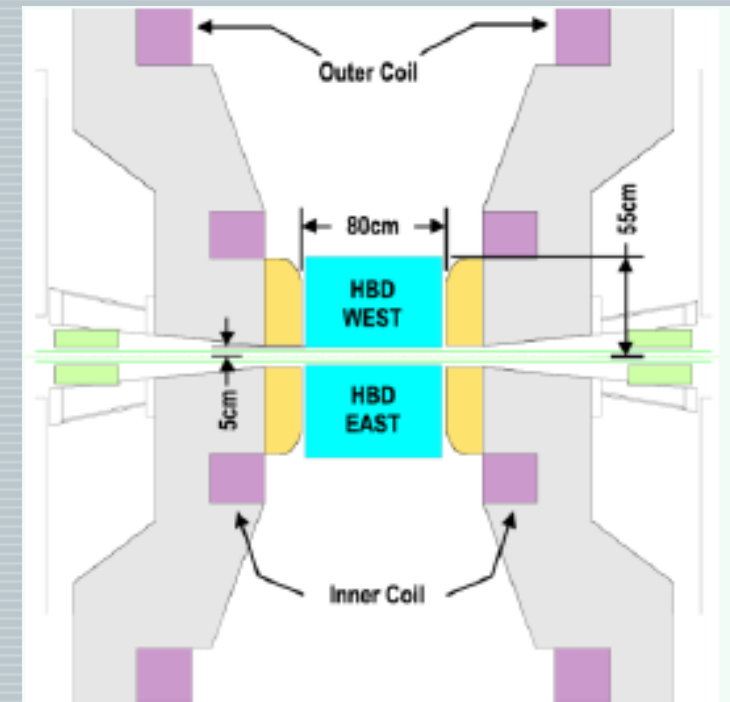 Outer Coil
80cm
55cm
HBD
WEST
5cm
HBD
EAST
Inner Coil